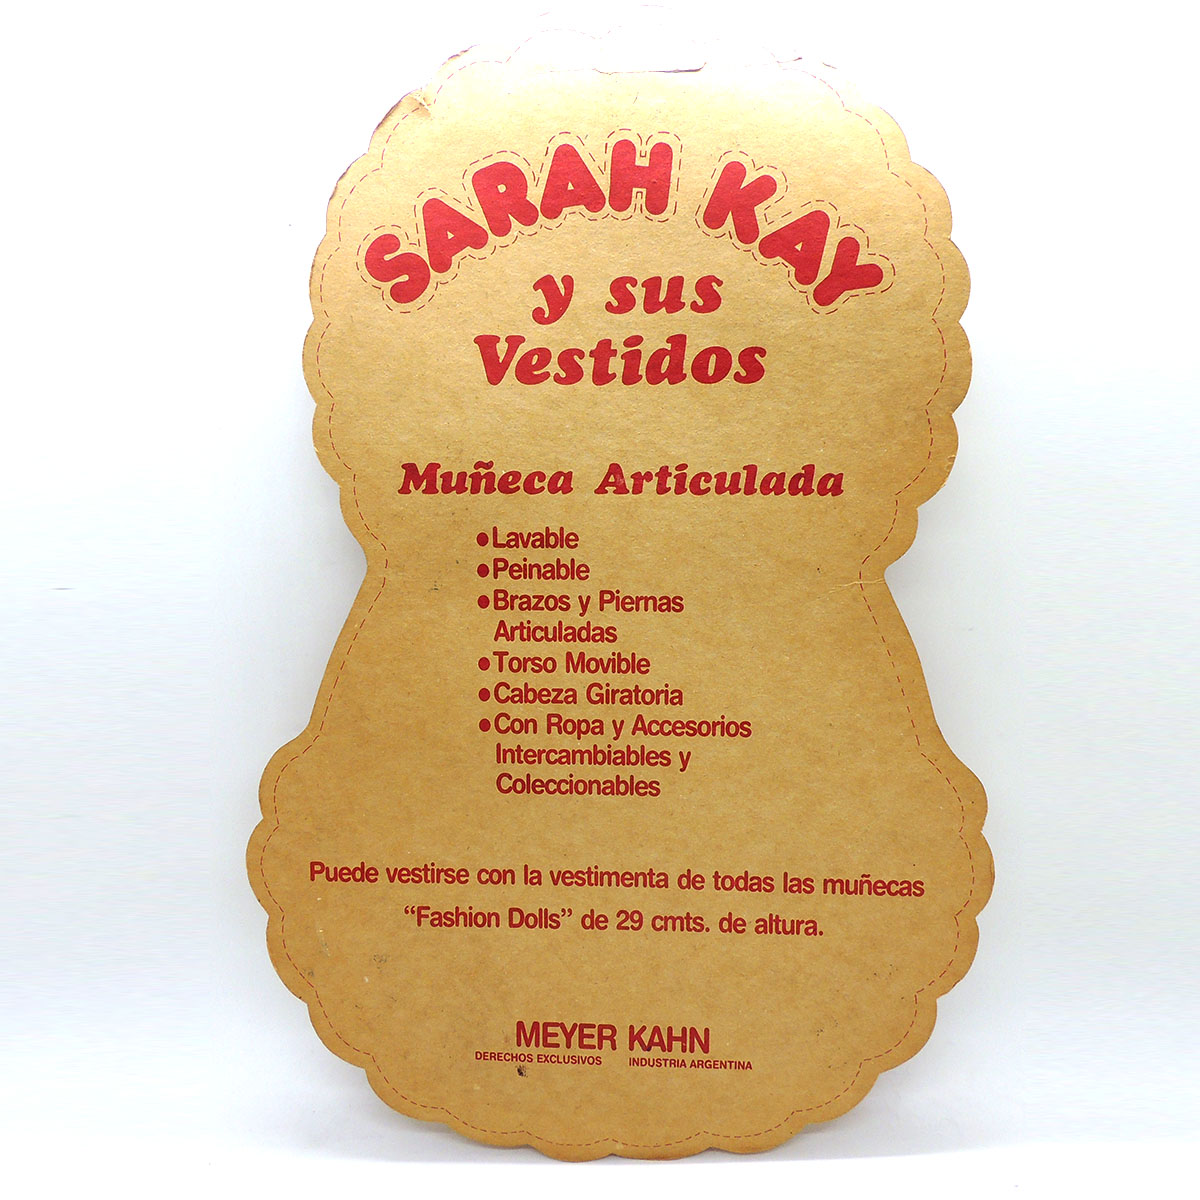 SARAH KAY
y sus
Vestidos
Muñeca Articulada
•Lavable
•Peinable
•Brazos y Piernas
Articuladas
•Torso Movible
•Cabeza Giratoria
•Con Ropa y Accesorios
Intercambiables y
Coleccionables
Puede vestirse con la vestimenta de todas las muñecas
“Fashion Dolls” de 29 cmts. de altura.
MEYER KAHN
DERECHOS EXCLUSIVOS INDUSTRIA ARGENTINA